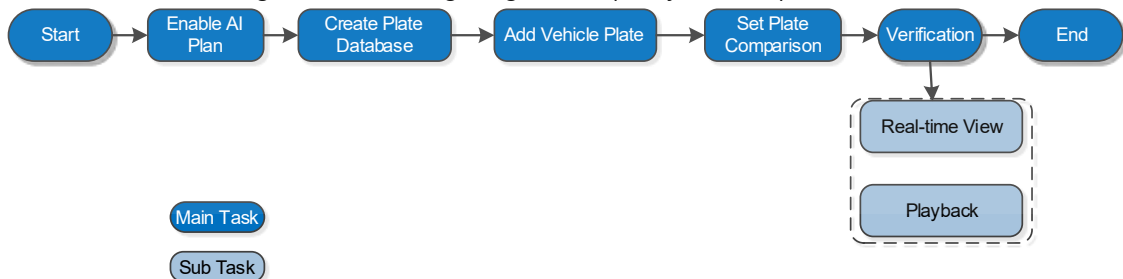 Start
Enable AI
Plan
Create Plate
Database
Add Vehicle Plate
Set Plate
Comparison
Verification
End
Real-time View
Playback
Main Task
Sub Task